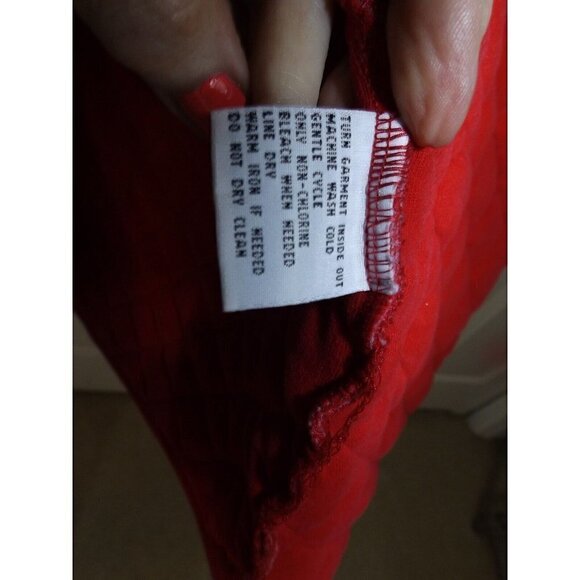 TURN GARMENT INSIDE OUT
MACHINE WASH COLD
GENTLE CYCLE
ONLY NON-CHLORINE
BLEACH WHEN NEEDED
LINE DRY
WARM IRON IF NEEDED
DO NOT DRY CLEAN